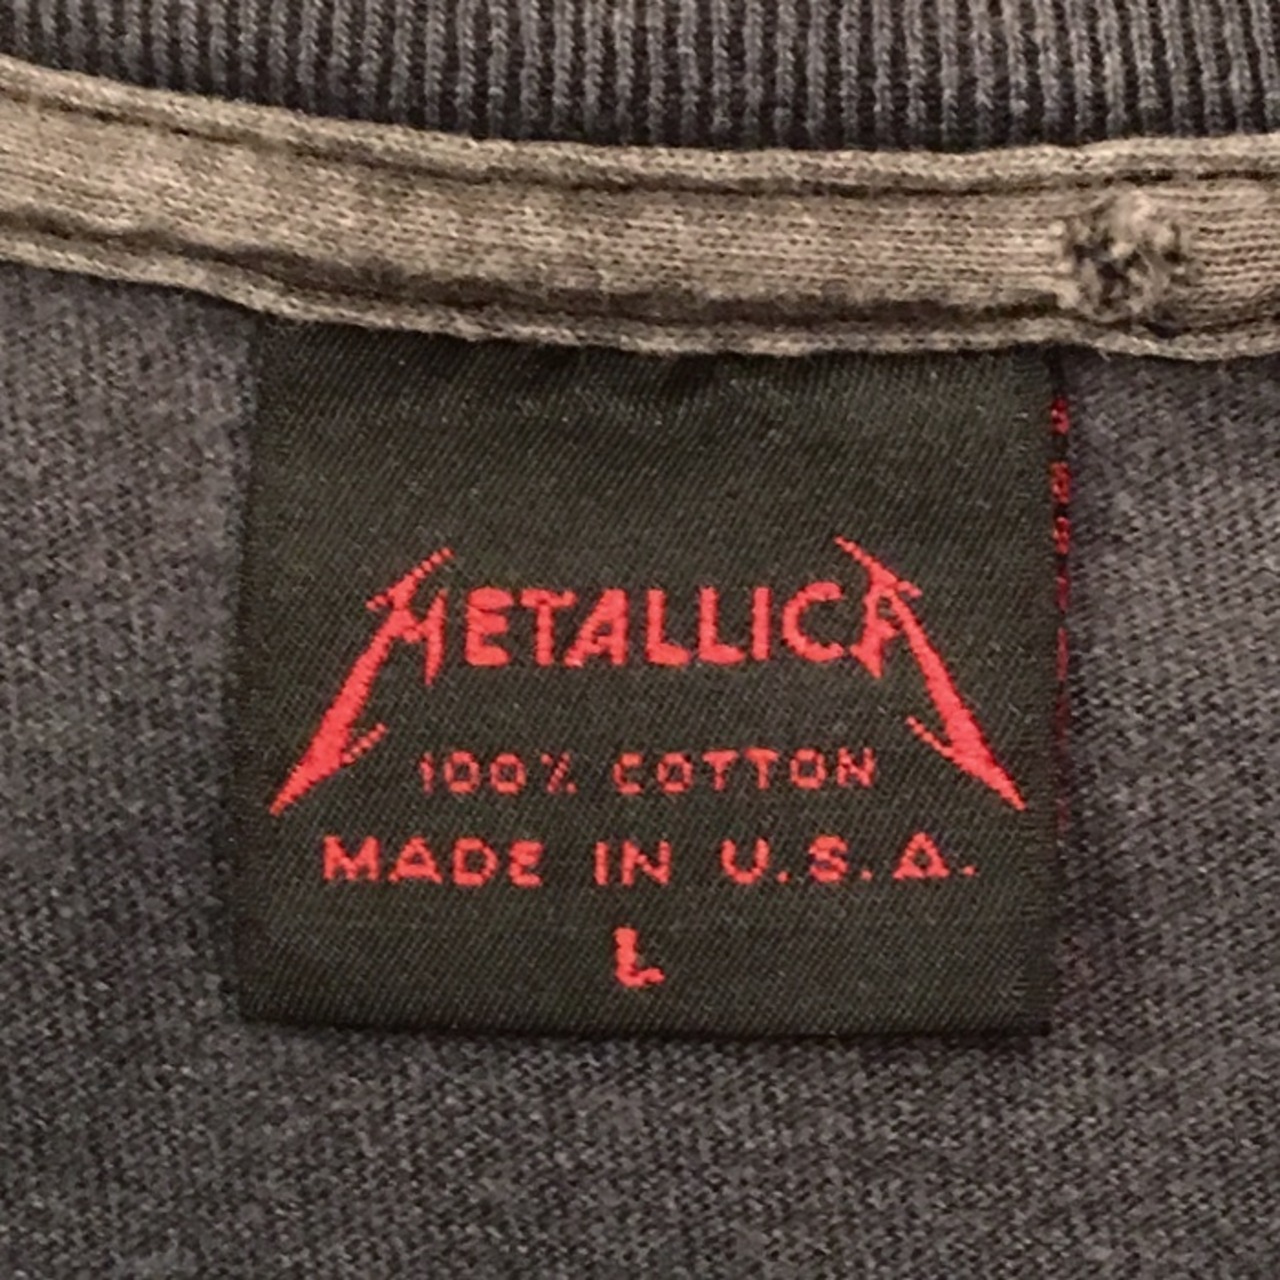 METALLICA
100% COTTON
MADE IN U.S.A.
L